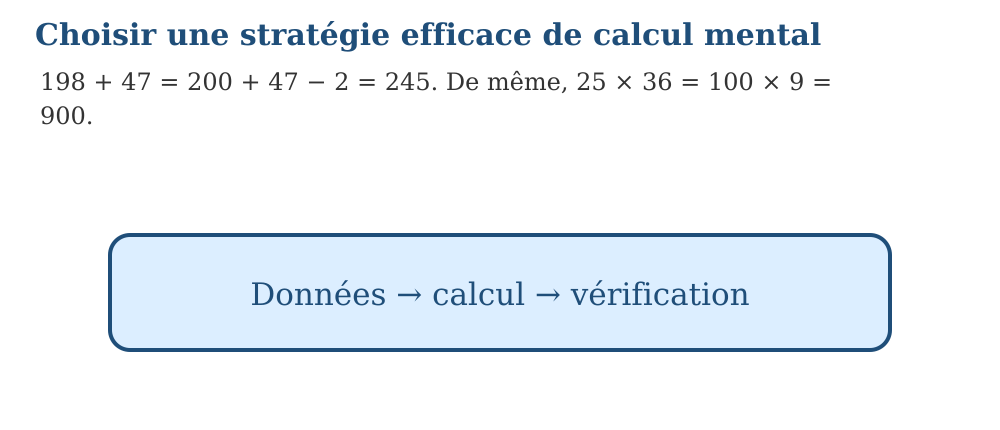 Choisir une stratégie efficace de calcul mental
198 + 47 = 200 + 47 − 2 = 245. De même, 25 × 36 = 100 × 9 =
900.
Données → calcul → vérification